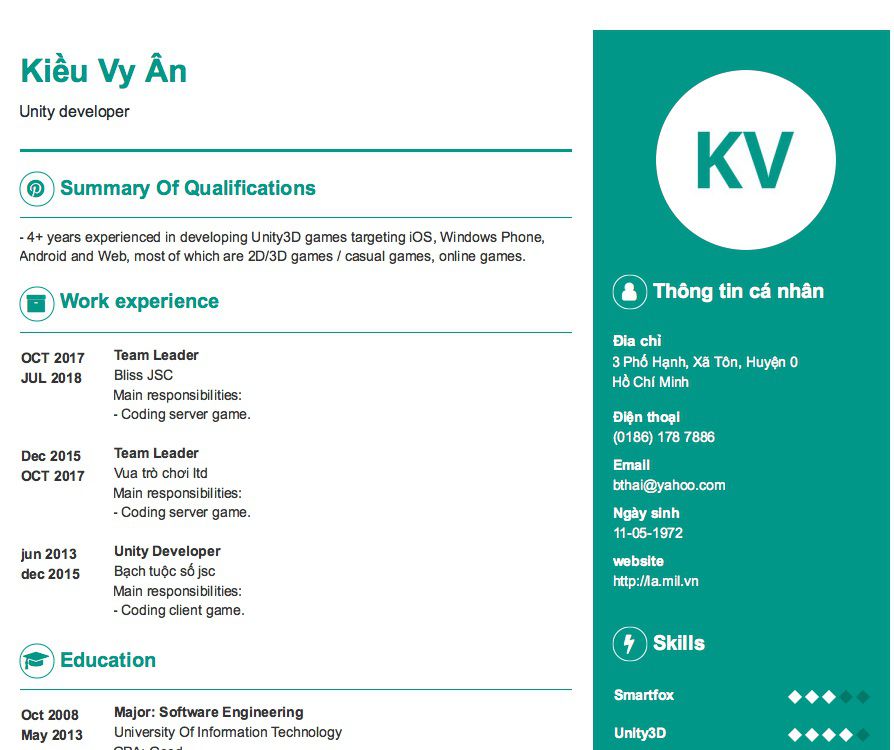 Kiều Vy Ân
Unity developer
Summary Of Qualifications
- 4+ years experienced in developing Unity3D games targeting iOS, Windows Phone,
Android and Web, most of which are 2D/3D games / casual games, online games.
Work experience
OCT 2017
JUL 2018
Team Leader
Bliss JSC
Main responsibilities:
- Coding server game.
Dec 2015
OCT 2017
Team Leader
Vua trò chơi ltd
Main responsibilities:
- Coding server game.
jun 2013
dec 2015
Unity Developer
Bạch tuộc số jsc
Main responsibilities:
- Coding client game.
Education
Oct 2008
May 2013
Major: Software Engineering
University Of Information Technology
KV
Thông tin cá nhân
Đia chỉ
3 Phố Hạnh, Xã Tôn, Huyện 0
Hồ Chí Minh
Điện thoại
(0186) 178 7886
Email
bthai@yahoo.com
Ngày sinh
11-05-1972
website
http://la.mil.vn
Skills
Smartfox
Unity3D